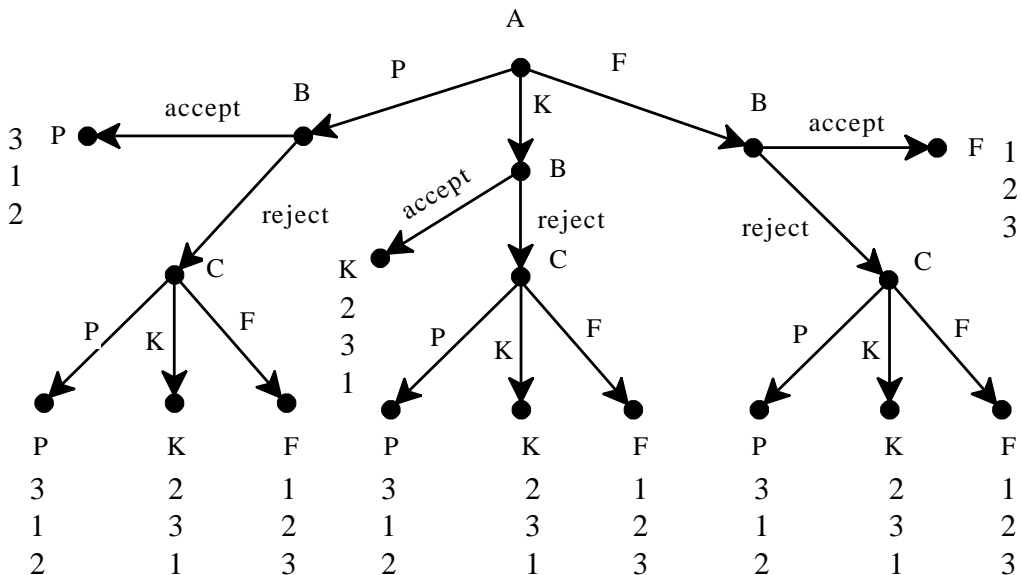 A
P
F
B
B
accept
K
accept
3 P
F 1
1
B
2
2
accept
3
reject
reject
reject
C
K
C
C
2
P
K
F
3
P
K
F
P
K
F
1
P K F P K F P K F
3 2 1 3 2 1 3 2 1
1 3 2 1 3 2 1 3 2
2 1 3 2 1 3 2 1 3